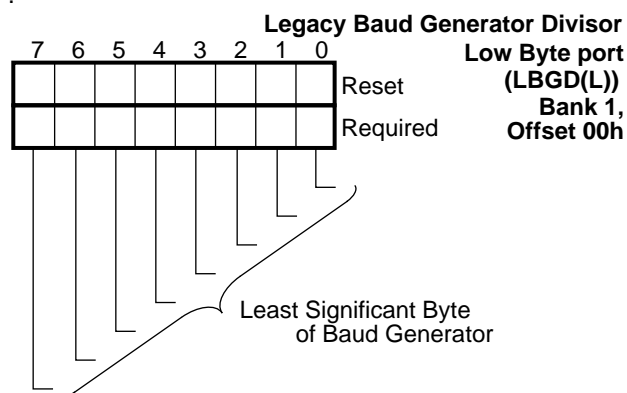 .
Legacy Baud Generator Divisor
Low Byte port
(LBGD(L))
Bank 1,
Offset 00h
7 6 5 4 3 2 1 0
Reset
Required
Least Significant Byte
of Baud Generator